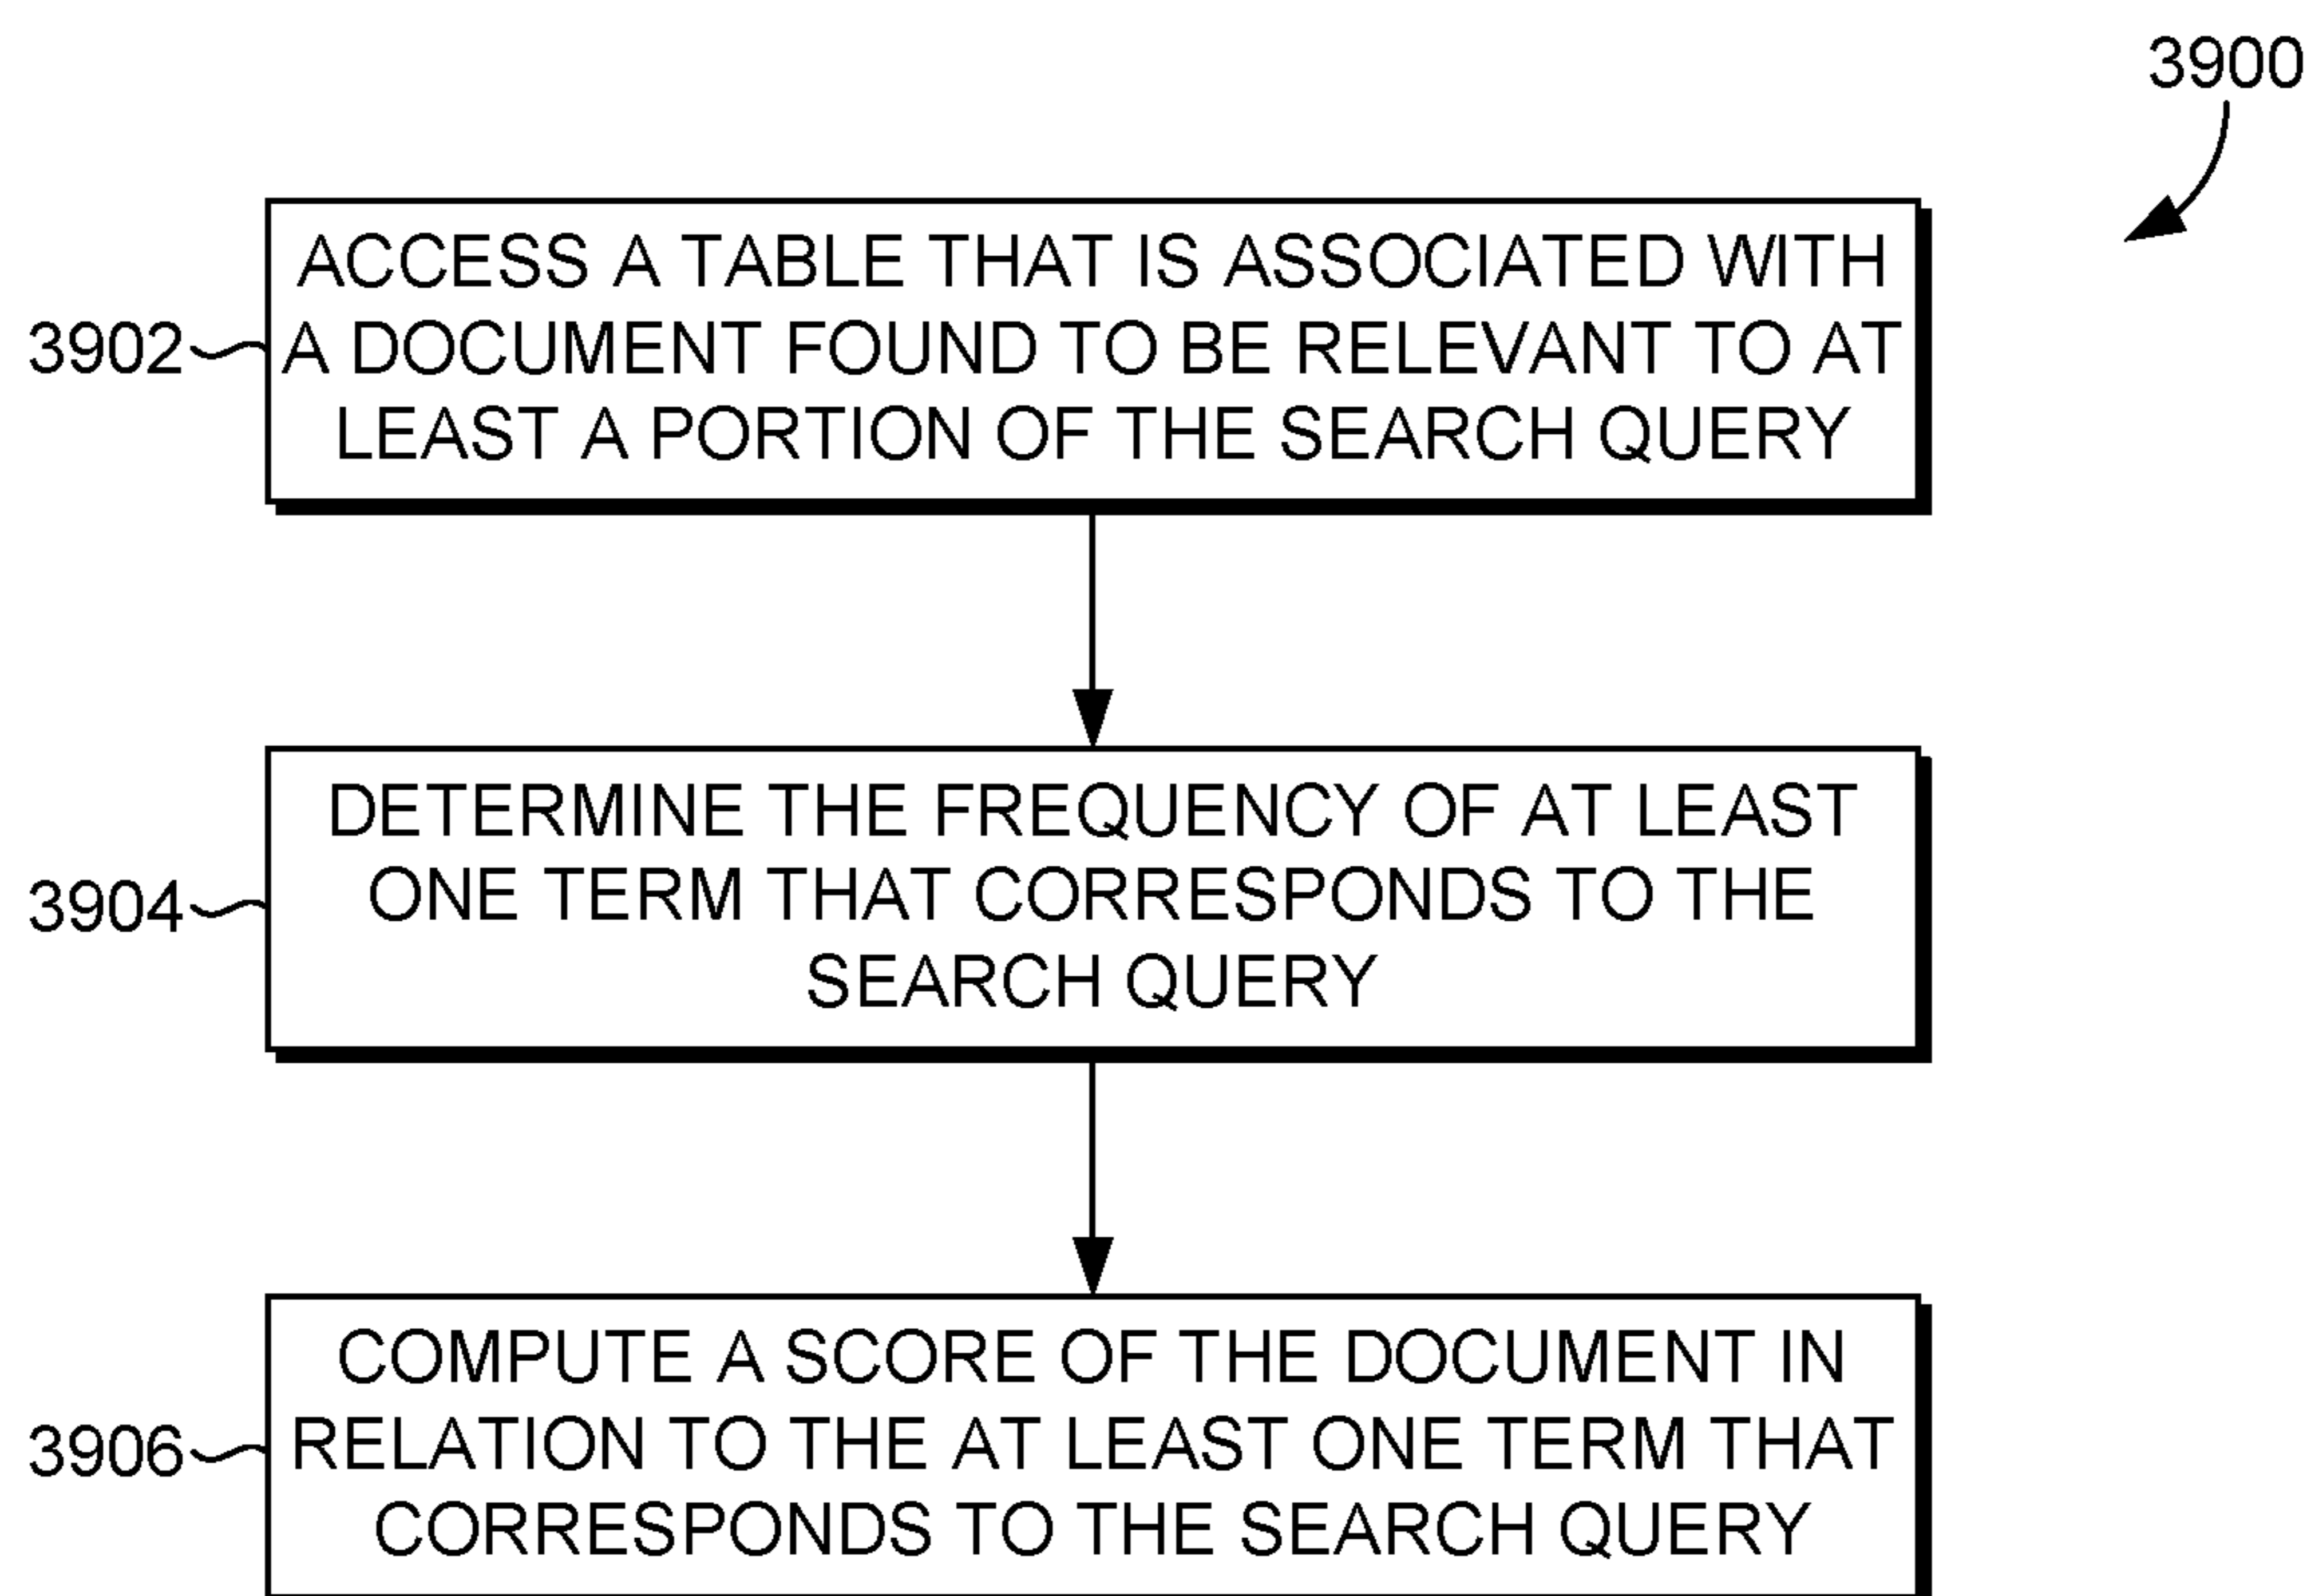 3900
ACCESS A TABLE THAT IS ASSOCIATED WITH
3902 A DOCUMENT FOUND TO BE RELEVANT TO AT
LEAST A PORTION OF THE SEARCH QUERY
DETERMINE THE FREQUENCY OF AT LEAST
3904 ONE TERM THAT CORRESPONDS TO THE
SEARCH QUERY
COMPUTE A SCORE OF THE DOCUMENT IN
3906 RELATION TO THE AT LEAST ONE TERM THAT
CORRESPONDS TO THE SEARCH QUERY